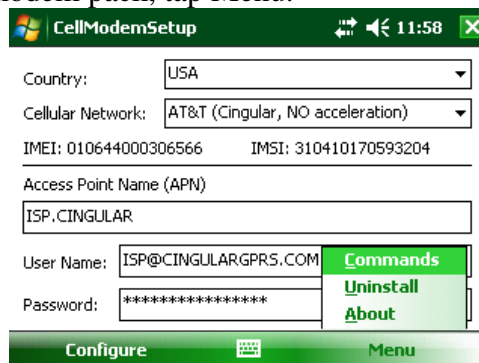 modem pack, tap Menu.
CellModemSetup 11:58
Country: USA
Cellular Network: AT&T (Cingular, NO acceleration)
IMEI: 010644000306566 IMSI: 310410170593204
Access Point Name (APN)
ISP.CINGULAR
User Name: ISP@CINGULARGPRS.COM Commands
Uninstall
Password: **************** About
Configure Menu